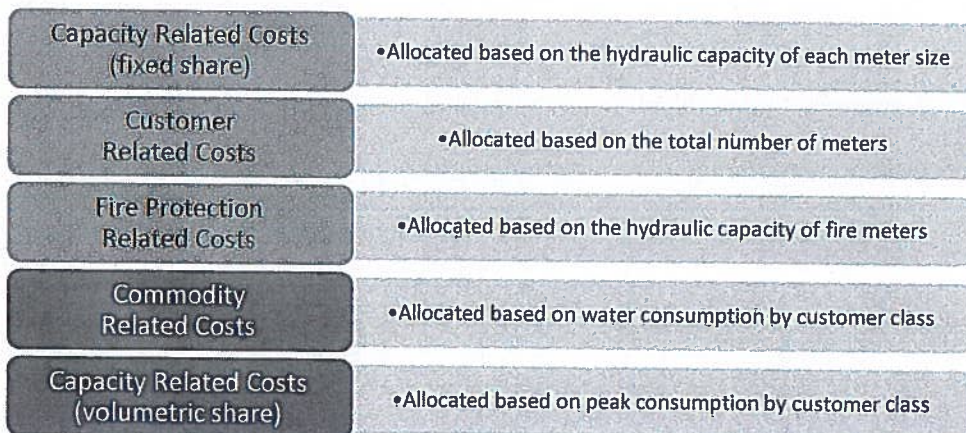 Capacity Related Costs
(fixed share)
•Allocated based on the hydraulic capacity of each meter size
Customer
Related Costs
•Allocated based on the total number of meters
Fire Protection
Related Costs
•Allocated based on the hydraulic capacity of fire meters
Commodity
Related Costs
•Allocated based on water consumption by customer class
Capacity Related Costs
(volumetric share)
•Allocated based on peak consumption by customer class